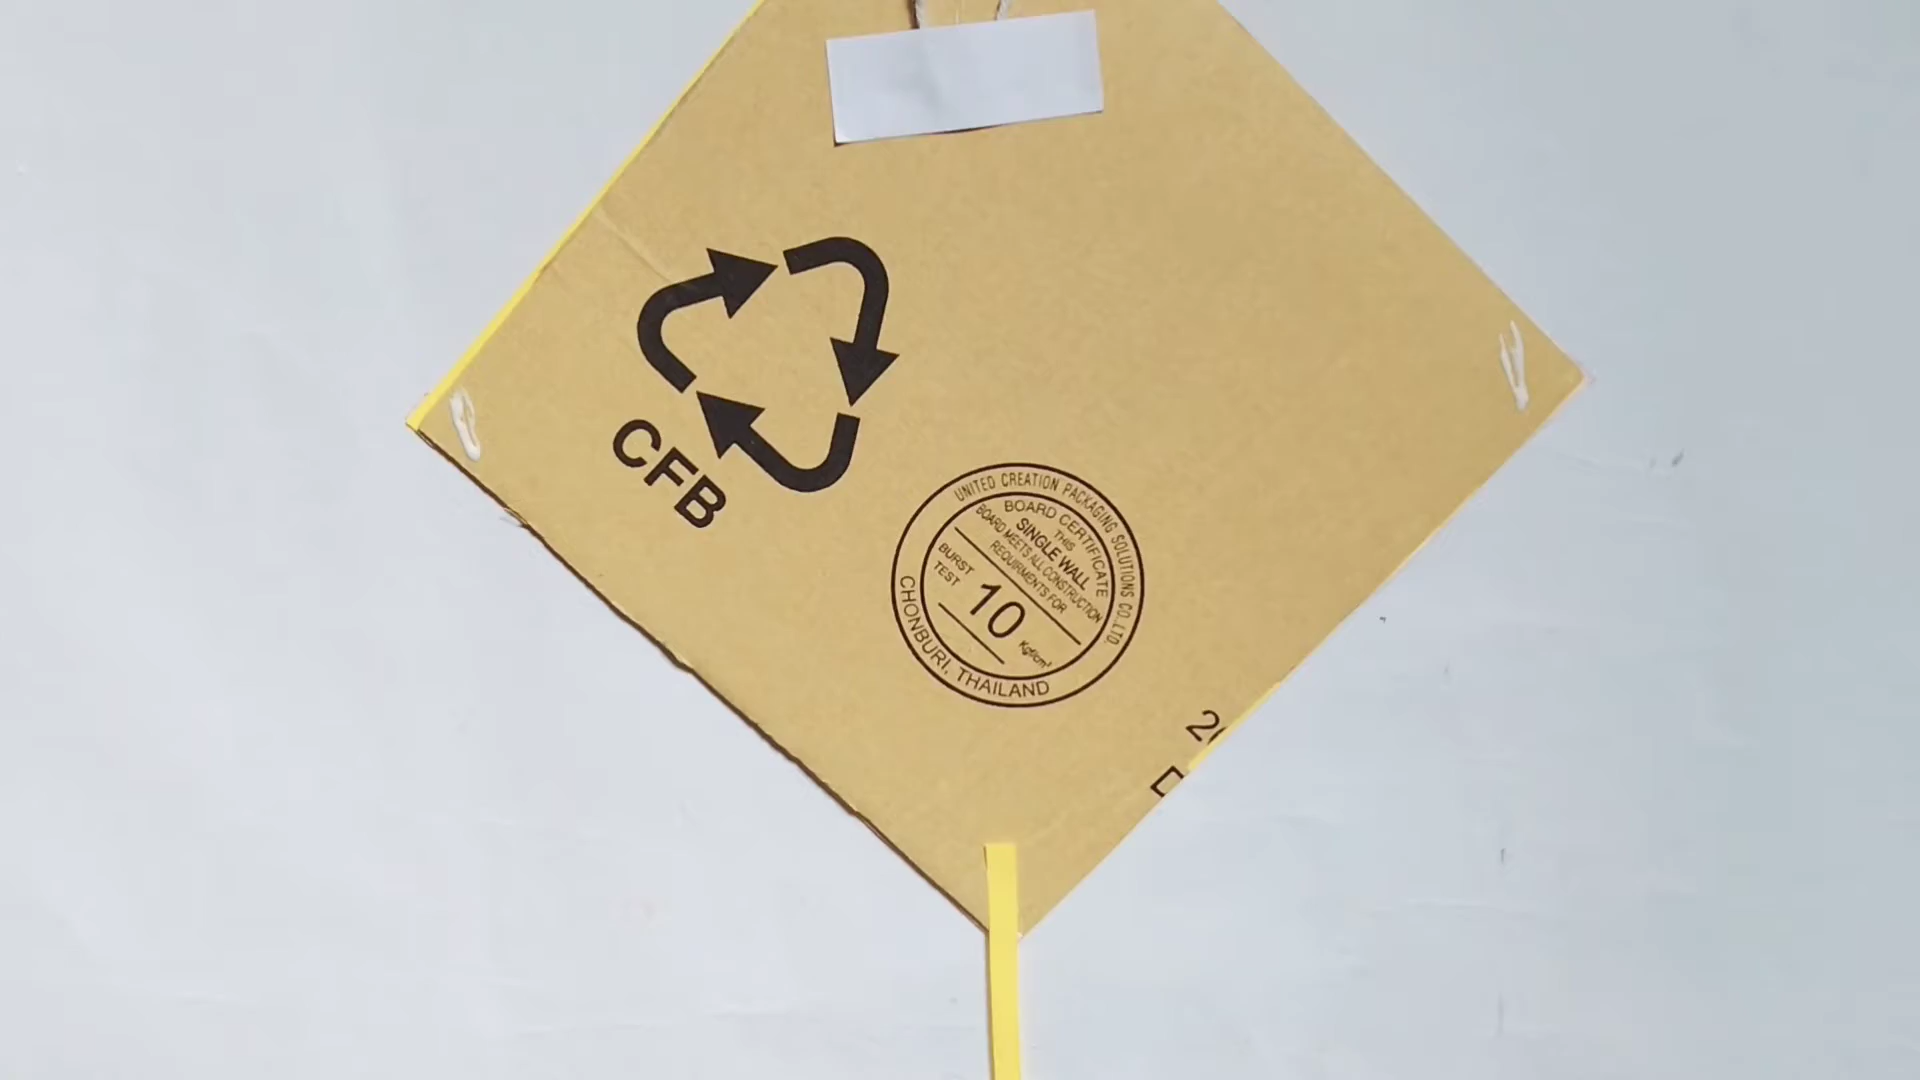 CFB
UNITED CREATION PACKAGING SOLUTIONS CO.,LTD.
BOARD CERTIFICATE
THIS
SINGLE WALL
BOARD MEETS ALL CONSTRUCTION
REQUIRMENTS FOR
BURST
TEST
10
Kgf/cm²
CHONBURI, THAILAND